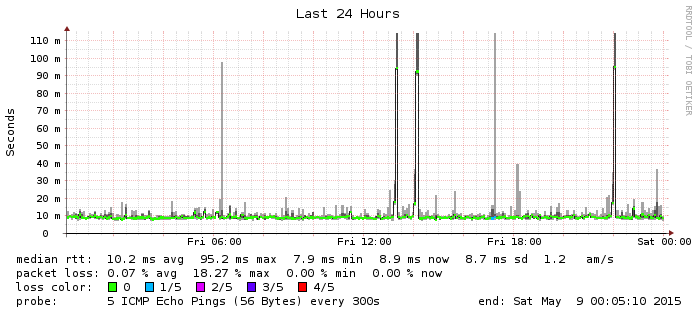 Last 24 Hours
RRDTOOL / TOBI OETIKER
Seconds
110 m
100 m
90 m
80 m
70 m
60 m
50 m
40 m
30 m
20 m
10 m
0
Fri 06:00 Fri 12:00 Fri 18:00 Sat 00:00
median rtt: 10.2 ms avg 95.2 ms max 7.9 ms min 8.9 ms now 8.7 ms sd 1.2 am/s
packet loss: 0.07 % avg 18.27 % max 0.00 % min 0.00 % now
loss color: 0 1/5 2/5 3/5 4/5
probe: 5 ICMP Echo Pings (56 Bytes) every 300s end: Sat May 9 00:05:10 2015